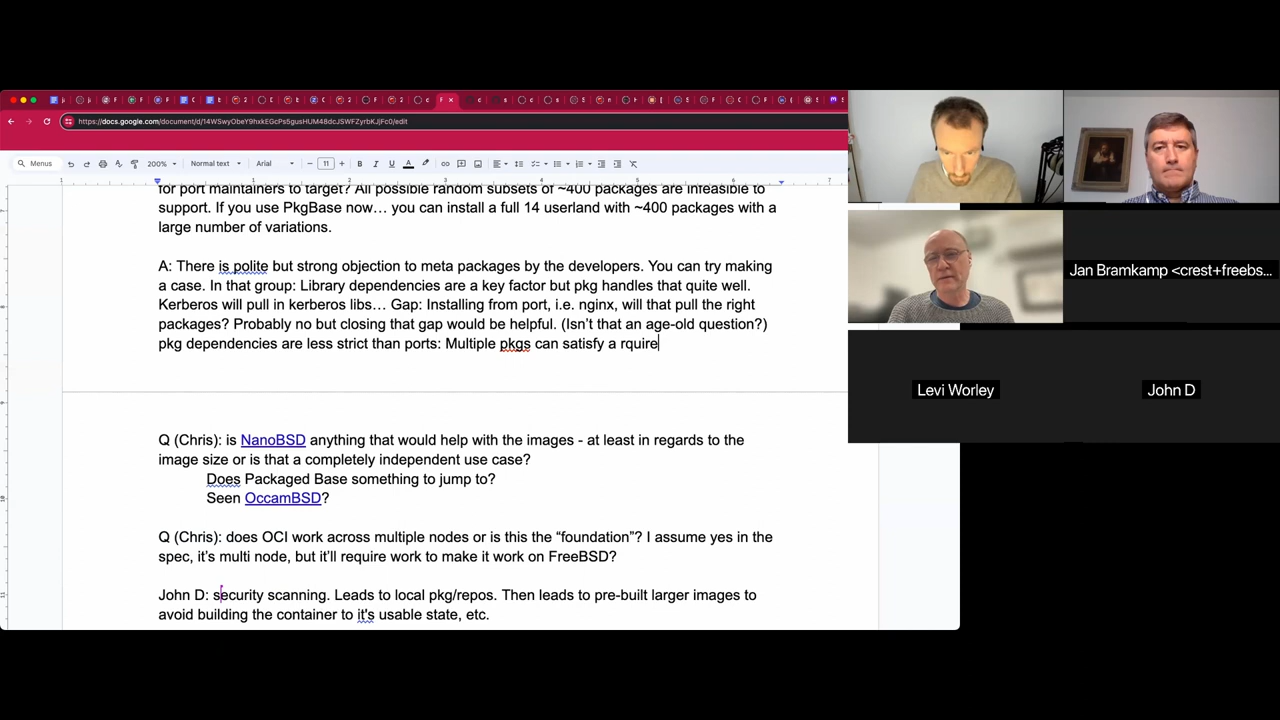 https://docs.google.com/document/d/14WSwyObeY9hxkEGcPs5gusHUM48dcJSWFZyrbKJjFc0/edit
Menus
200%
Normal text
Arial
11
for port maintainers to target? All possible random subsets of ~400 packages are infeasible to
support. If you use PkgBase now… you can install a full 14 userland with ~400 packages with a
large number of variations.
A: There is polite but strong objection to meta packages by the developers. You can try making
a case. In that group: Library dependencies are a key factor but pkg handles that quite well.
Kerberos will pull in kerberos libs… Gap: Installing from port, i.e. nginx, will that pull the right
packages? Probably no but closing that gap would be helpful. (Isn't that an age-old question?)
pkg dependencies are less strict than ports: Multiple pkgs can satisfy a rquire
Q (Chris): is NanoBSD anything that would help with the images - at least in regards to the
image size or is that a completely independent use case?
Does Packaged Base something to jump to?
Seen OccamBSD?
Q (Chris): does OCI work across multiple nodes or is this the “foundation”? I assume yes in the
spec, it's multi node, but it'll require work to make it work on FreeBSD?
John D: security scanning. Leads to local pkg/repos. Then leads to pre-built larger images to
avoid building the container to it's usable state, etc.
Jan Bramkamp <crest+freebs...
Levi Worley
John D